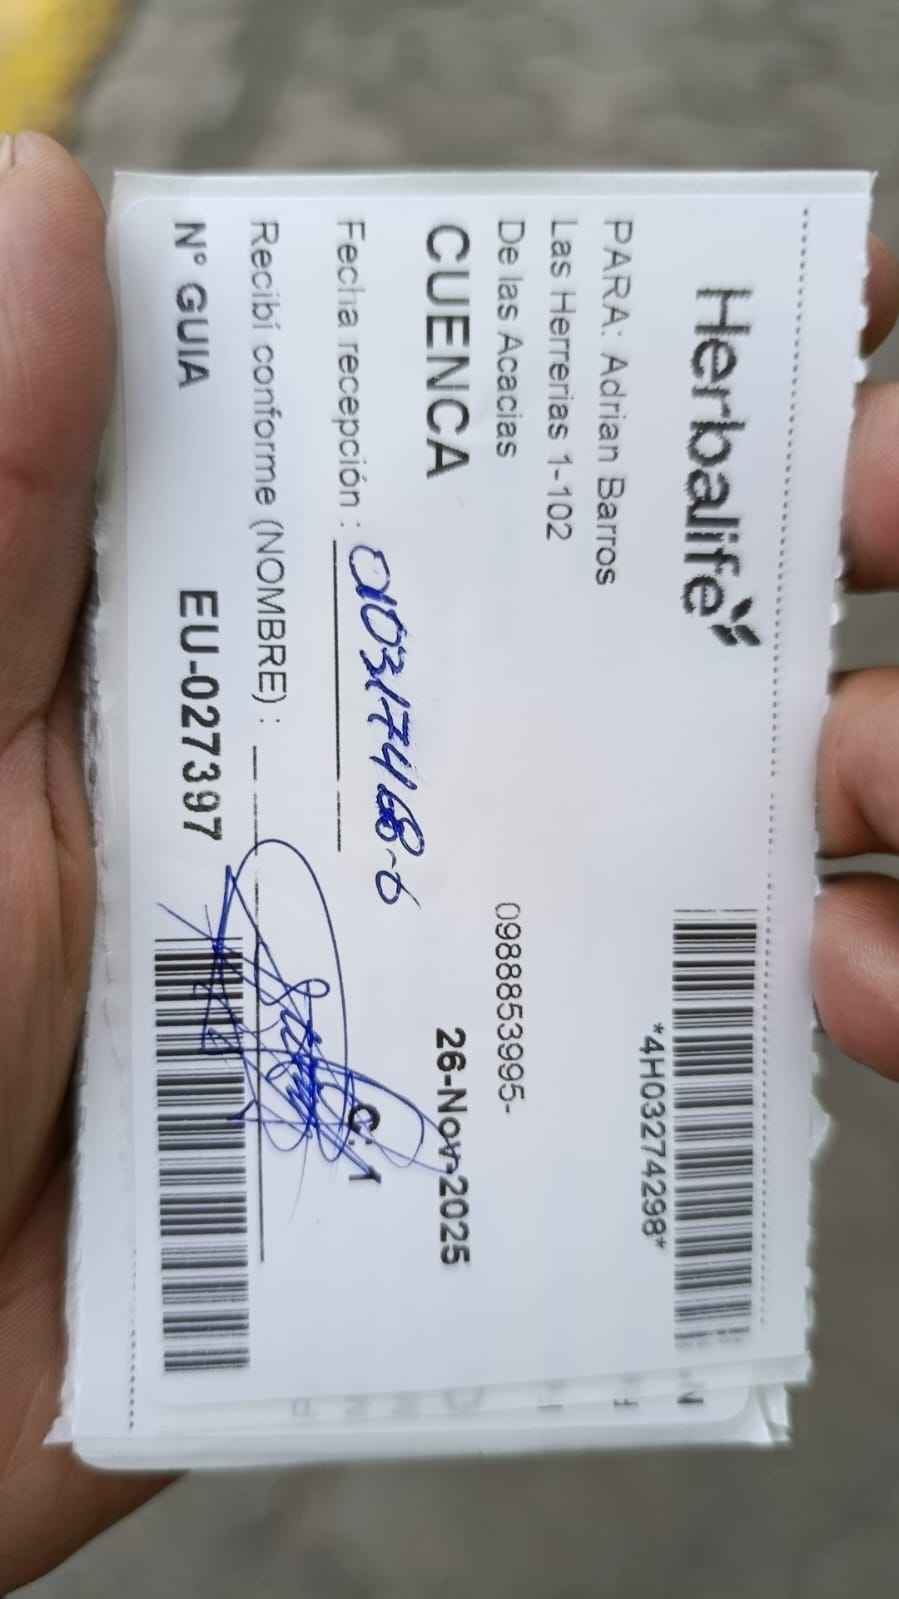 Herbalife
*4H03274298*
PARA: Adrian Barros
Las Herrerias 1-102
De las Acacias
0988853995-
CUENCA
26-Nov-2025
Fecha recepción :
C: 1
Recibí conforme (NOMBRE) :
N° GUIA
EU-027397